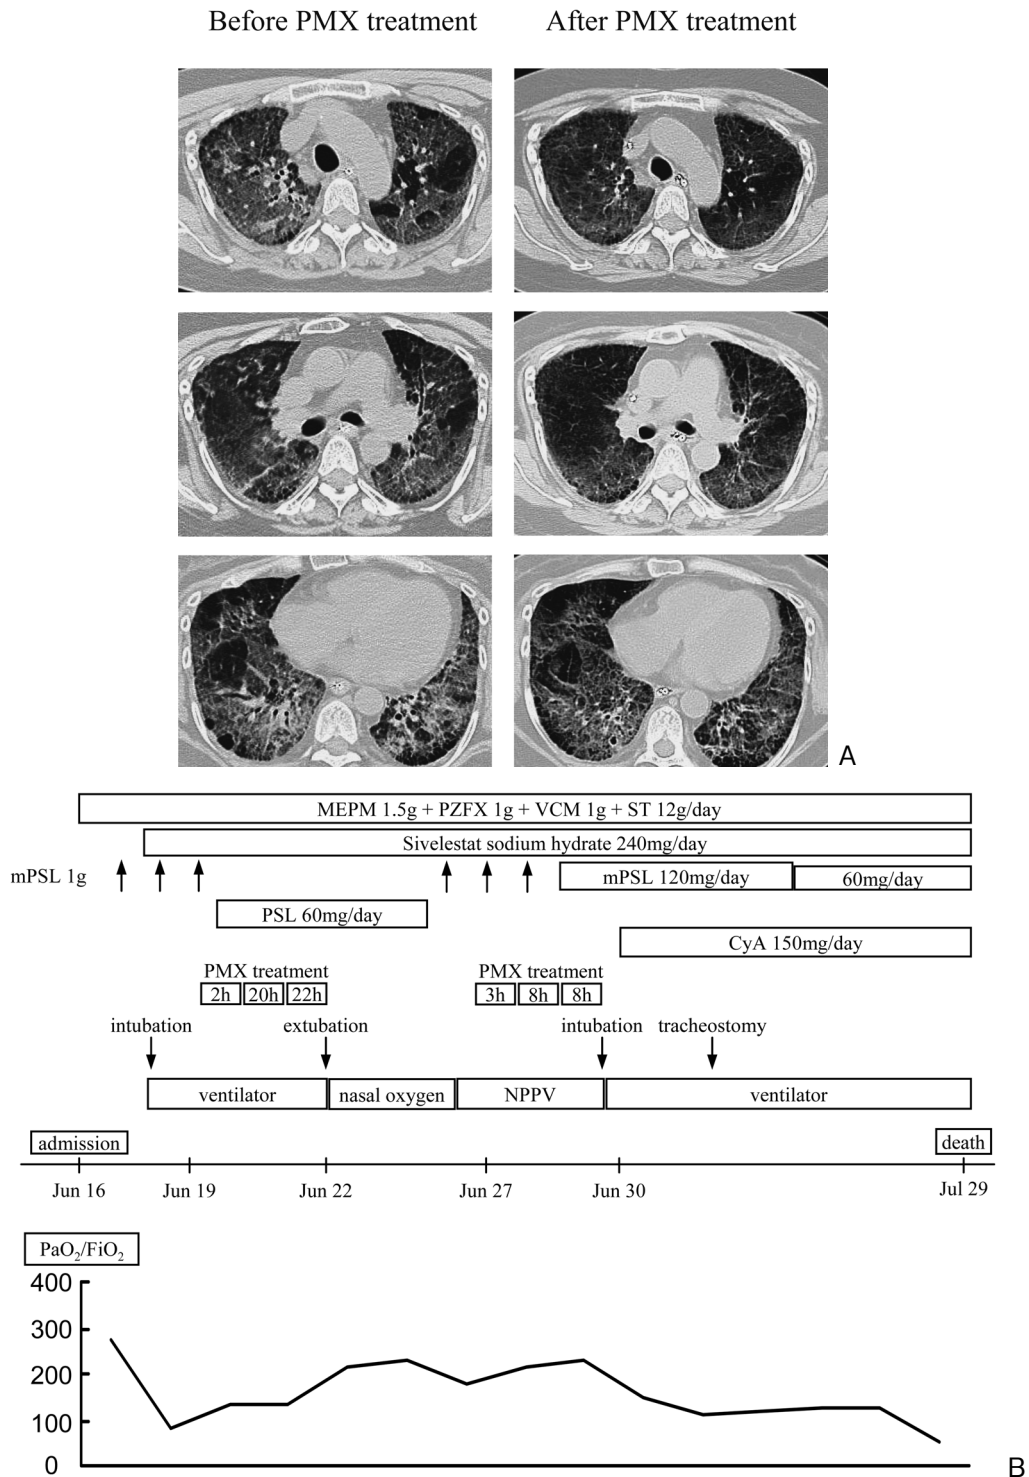 Before PMX treatment
After PMX treatment
A
MEPM 1.5g + PZFX 1g + VCM 1g + ST 12g/day
Sivelestat sodium hydrate 240mg/day
mPSL 1g
mPSL 120mg/day
60mg/day
PSL 60mg/day
CyA 150mg/day
PMX treatment
PMX treatment
2h
20h
22h
3h
8h
8h
intubation
extubation
intubation
tracheostomy
ventilator
nasal oxygen
NPPV
ventilator
admission
death
Jun 16
Jun 19
Jun 22
Jun 27
Jun 30
Jul 29
PaO₂/FiO₂
400
300
200
100
0
B